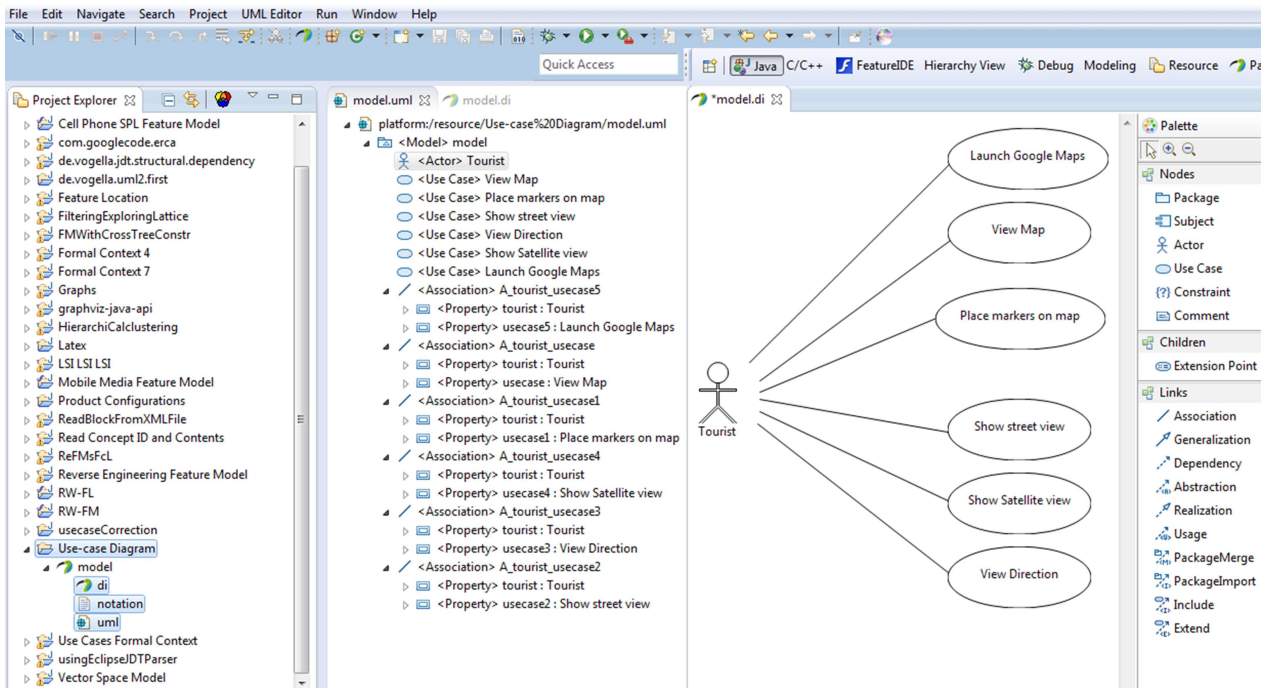 File Edit Navigate Search Project UML Editor Run Window Help
Quick Access
Java C/C++ FeatureIDE Hierarchy View Debug Modeling Resource
Project Explorer
Cell Phone SPL Feature Model
com.googlecode.erca
de.vogella.jdt.structural.dependency
de.vogella.uml2.first
Feature Location
FilteringExploringLattice
FMWithCrossTreeConstr
Formal Context 4
Formal Context 7
Graphs
graphviz-java-api
HierarchiCalclustering
Latex
LSI LSI LSI
Mobile Media Feature Model
Product Configurations
ReadBlockFromXMLFile
Read Concept ID and Contents
ReFMsFcL
Reverse Engineering Feature Model
RW-FL
RW-FM
usecaseCorrection
Use-case Diagram
model
di
notation
uml
Use Cases Formal Context
usingEclipseJDTParser
Vector Space Model
model.uml model.di
platform:/resource/Use-case%20Diagram/model.uml
<Model> model
<Actor> Tourist
<Use Case> View Map
<Use Case> Place markers on map
<Use Case> Show street view
<Use Case> View Direction
<Use Case> Show Satellite view
<Use Case> Launch Google Maps
<Association> A_tourist_usecase5
<Property> tourist : Tourist
<Property> usecase5 : Launch Google Maps
<Association> A_tourist_usecase
<Property> tourist : Tourist
<Property> usecase : View Map
<Association> A_tourist_usecase1
<Property> tourist : Tourist
<Property> usecase1 : Place markers on map
<Association> A_tourist_usecase4
<Property> tourist : Tourist
<Property> usecase4 : Show Satellite view
<Association> A_tourist_usecase3
<Property> tourist : Tourist
<Property> usecase3 : View Direction
<Association> A_tourist_usecase2
<Property> tourist : Tourist
<Property> usecase2 : Show street view
*model.di
Launch Google Maps
View Map
Place markers on map
Tourist
Show street view
Show Satellite view
View Direction
Palette
Nodes
Package
Subject
Actor
Use Case
{?} Constraint
Comment
Children
Extension Point
Links
Association
Generalization
Dependency
Abstraction
Realization
Usage
PackageMerge
PackageImport
Include
Extend